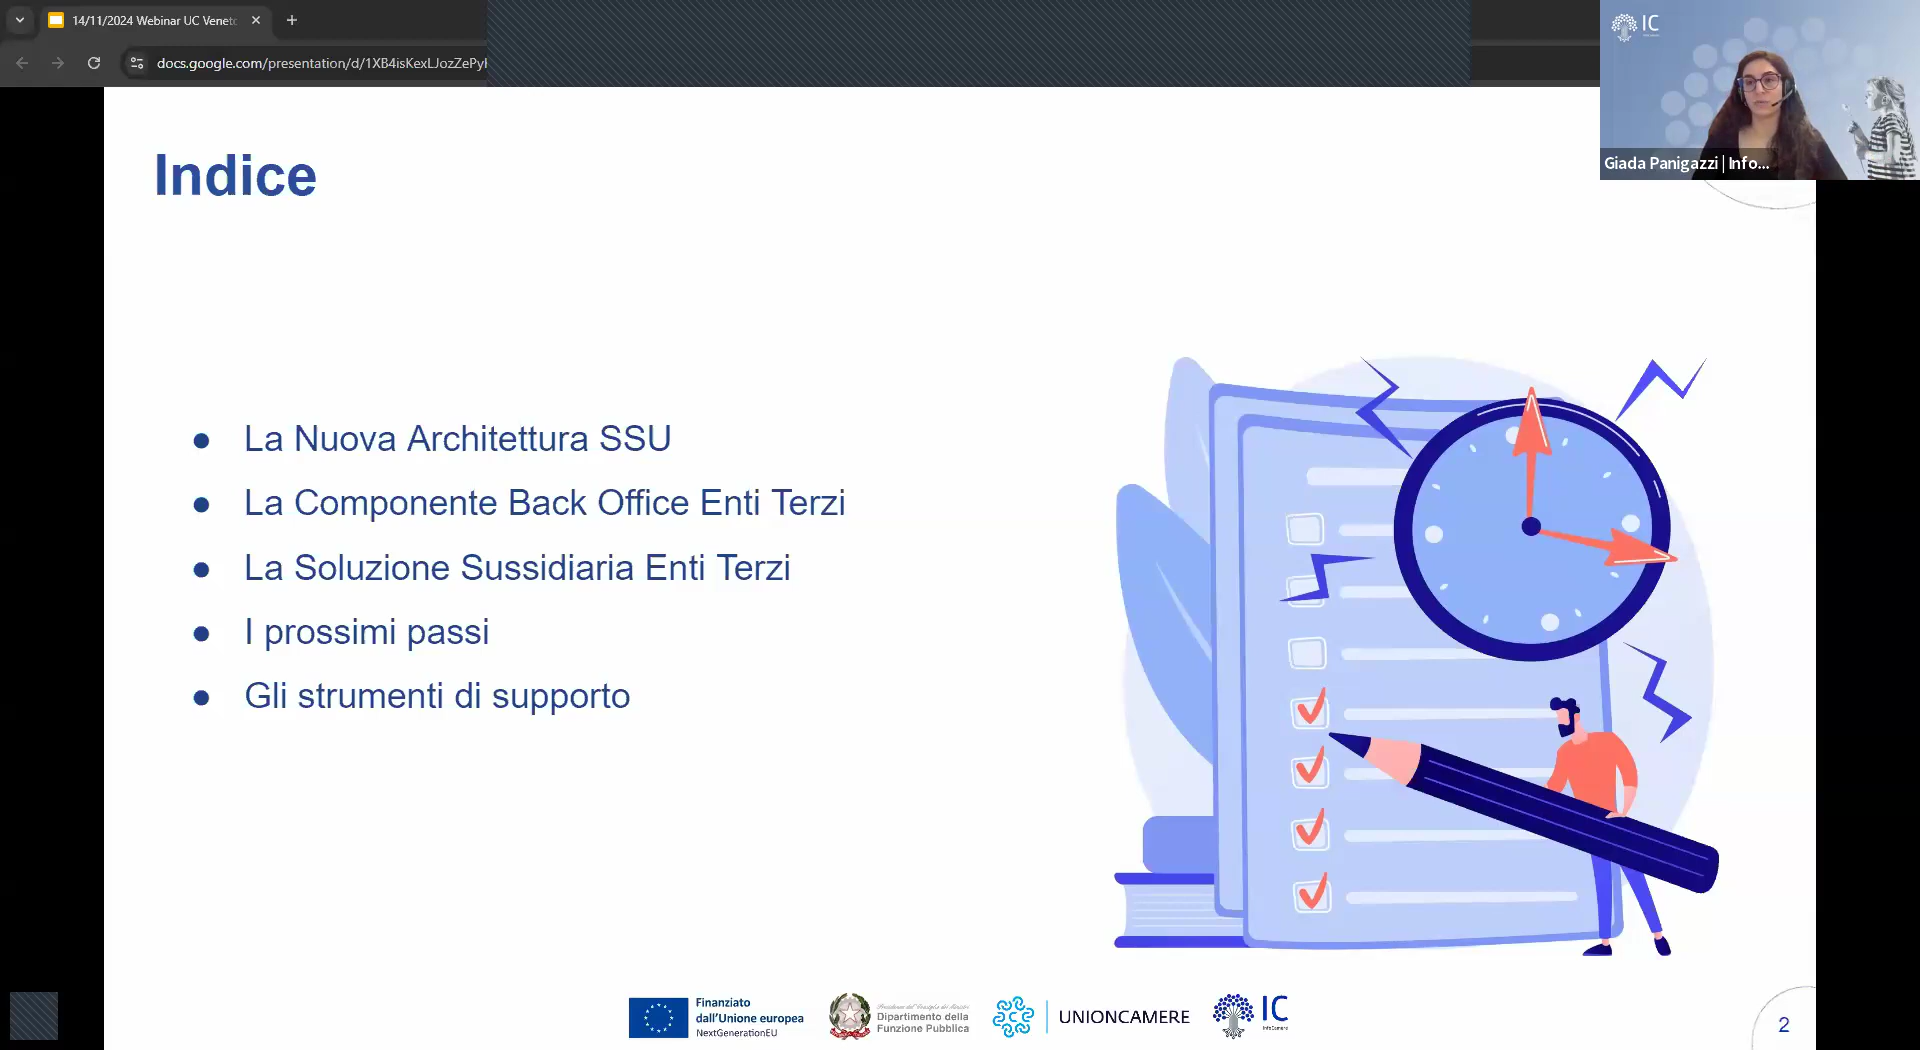 14/11/2024 Webinar UC Venet
docs.google.com/presentation/d/1XB4isKexLJozZePy
IC
Giada Panigazzi | Info...
Indice
● La Nuova Architettura SSU
● La Componente Back Office Enti Terzi
● La Soluzione Sussidiaria Enti Terzi
● I prossimi passi
● Gli strumenti di supporto
Finanziato
dall'Unione europea
NextGenerationEU
Presidenza del Consiglio dei Ministri
Dipartimento della
Funzione Pubblica
UNIONCAMERE
IC
InfoCamere
2